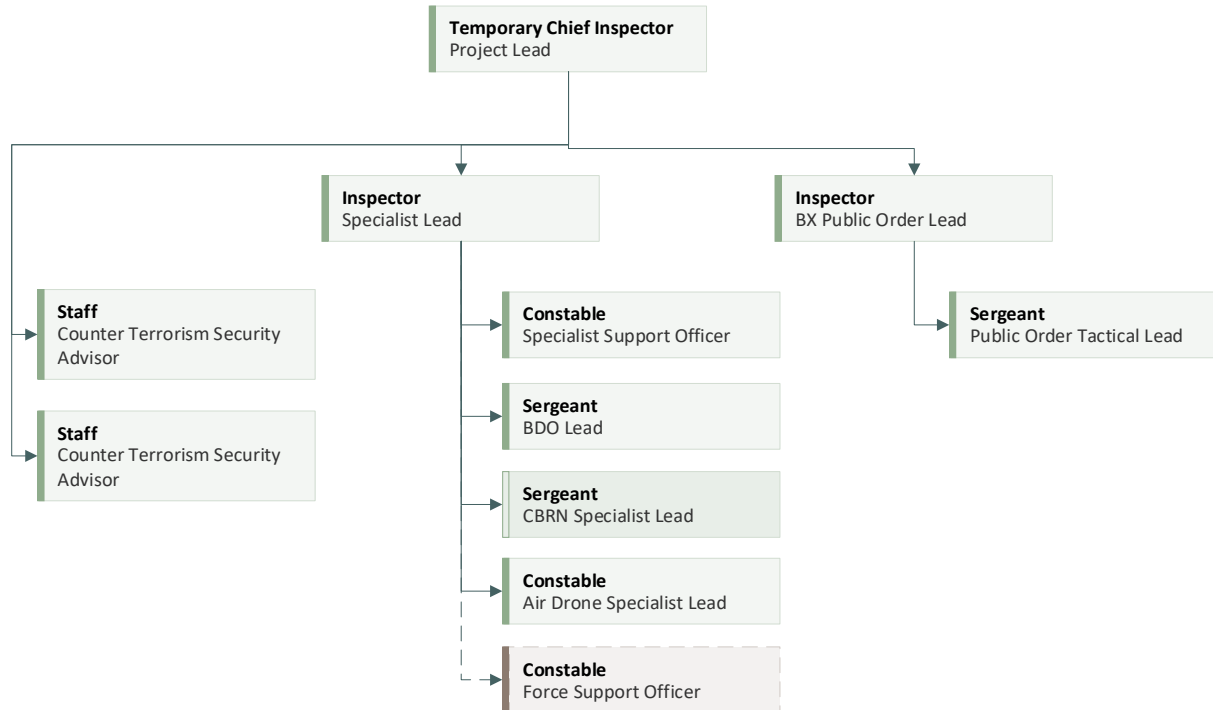 Temporary Chief Inspector
Project Lead
Inspector
Specialist Lead
Inspector
BX Public Order Lead
Staff
Counter Terrorism Security
Advisor
Staff
Counter Terrorism Security
Advisor
Constable
Specialist Support Officer
Sergeant
BDO Lead
Sergeant
CBRN Specialist Lead
Constable
Air Drone Specialist Lead
Constable
Force Support Officer
Sergeant
Public Order Tactical Lead